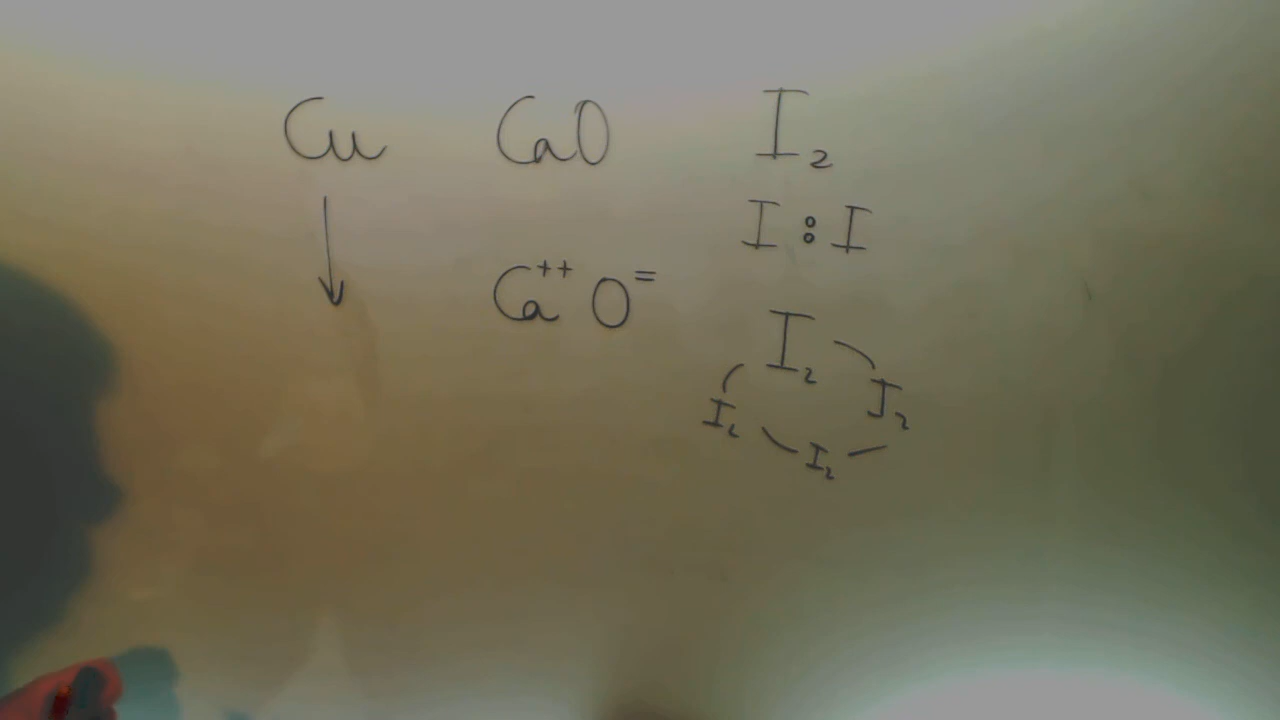 Cu CaO I₂
I : I
Ca⁺⁺ O⁼
I₂
I₂ I₂
I₂